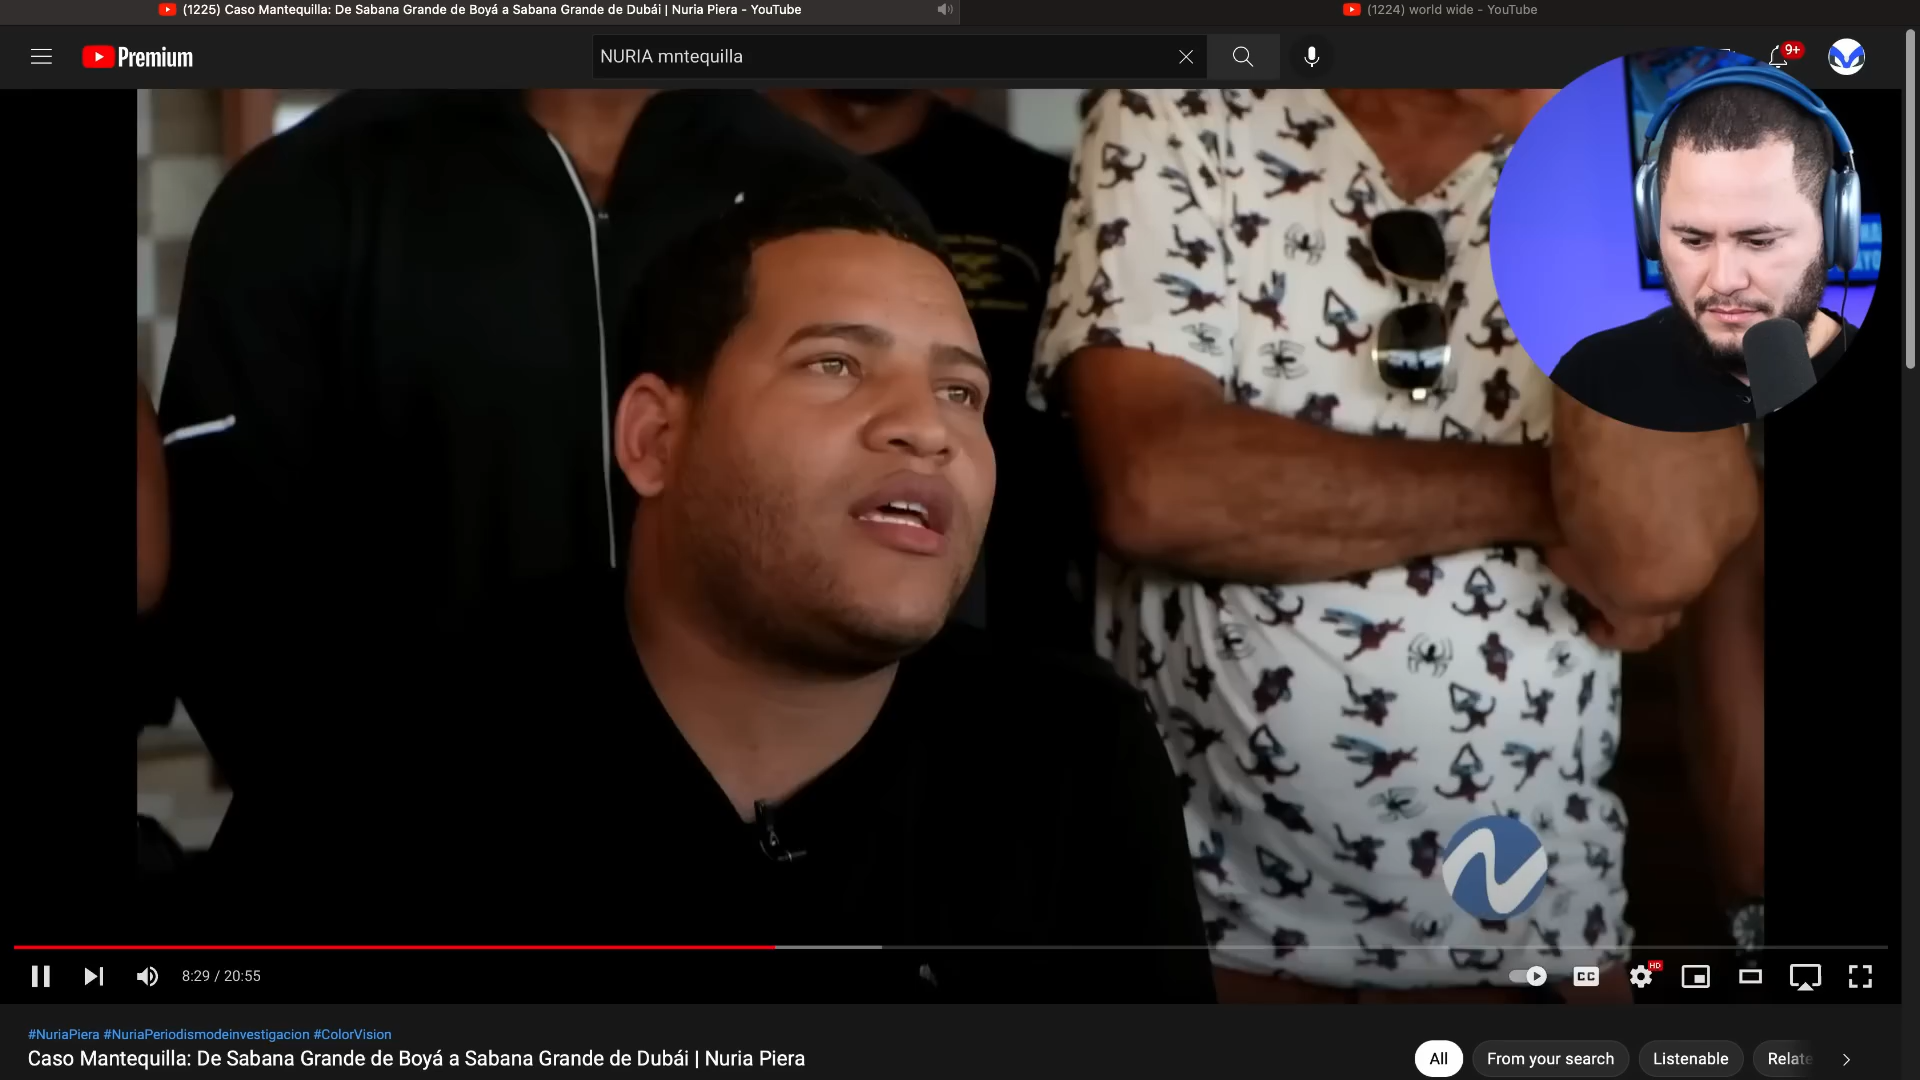 (1225) Caso Mantequilla: De Sabana Grande de Boyá a Sabana Grande de Dubái | Nuria Piera - YouTube
(1224) world wide - YouTube
Premium
NURIA mntequilla
9+
8:29 / 20:55
CC
HD
#NuriaPiera #NuriaPeriodismodeinvestigacion #ColorVision
Caso Mantequilla: De Sabana Grande de Boyá a Sabana Grande de Dubái | Nuria Piera
All
From your search
Listenable
Relate